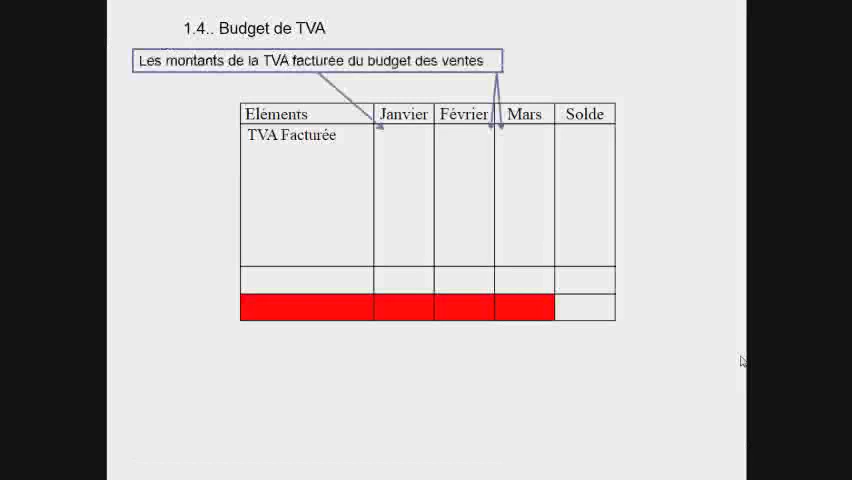 1.4.. Budget de TVA
Les montants de la TVA facturée du budget des ventes
Eléments Janvier Février Mars Solde
TVA Facturée